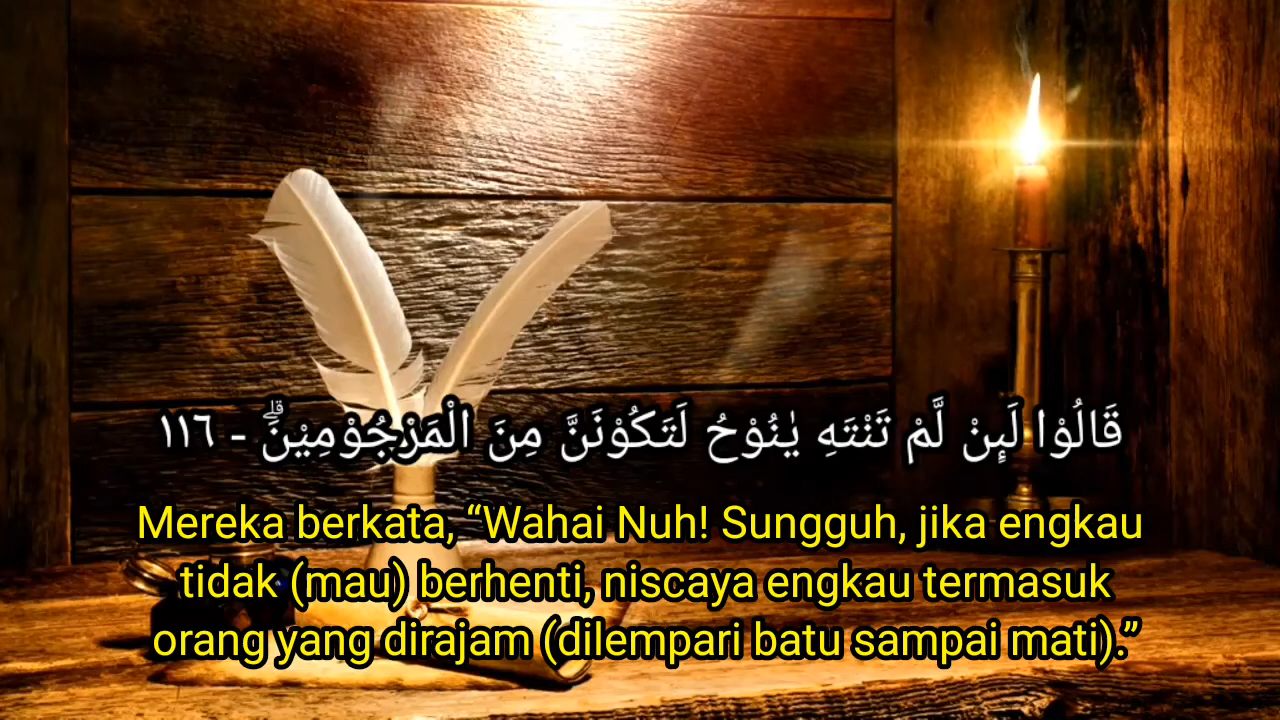 قَالُوْا لَىِٕنْ لَّمْ تَنْتَهِ يٰنُوْحُ لَتَكُوْنَنَّ مِنَ الْمَرْجُوْمِيْنَۗ - ١١٦
Mereka berkata, “Wahai Nuh! Sungguh, jika engkau
tidak (mau) berhenti, niscaya engkau termasuk
orang yang dirajam (dilempari batu sampai mati).”